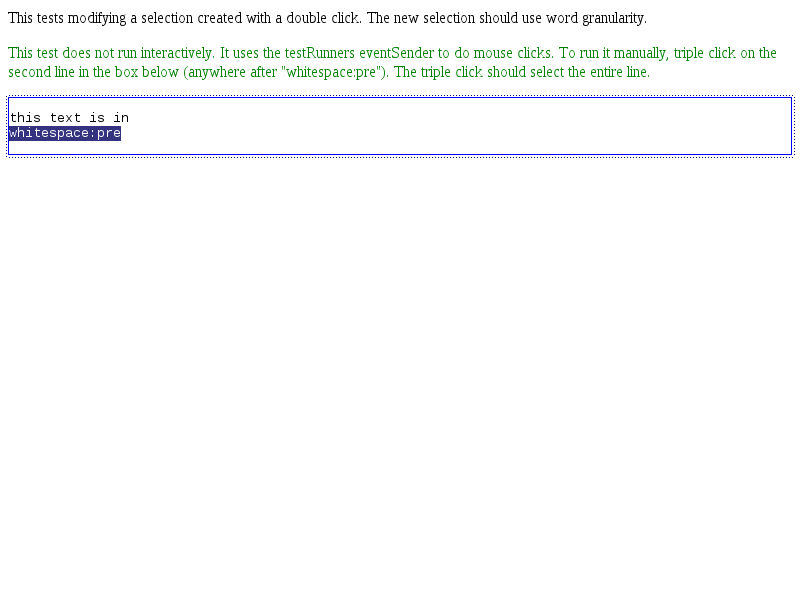 This tests modifying a selection created with a double click. The new selection should use word granularity.
This test does not run interactively. It uses the testRunners eventSender to do mouse clicks. To run it manually, triple click on the
second line in the box below (anywhere after "whitespace:pre"). The triple click should select the entire line.
this text is in
whitespace:pre